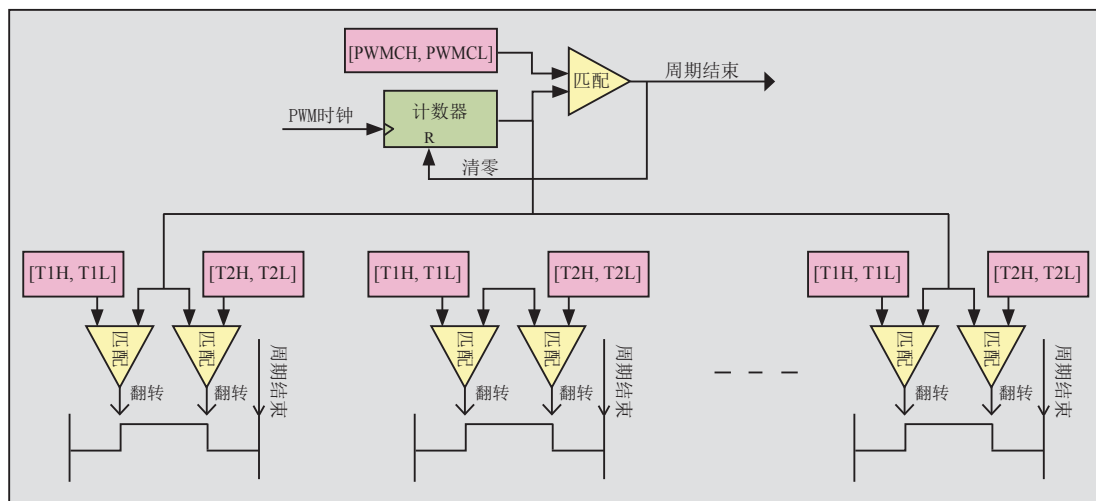 [PWMCH, PWMCL]
匹配
周期结束
PWM时钟
计数器
R
清零
[T1H, T1L]
[T2H, T2L]
[T1H, T1L]
[T2H, T2L]
[T1H, T1L]
[T2H, T2L]
匹配
匹配
周期结束
匹配
匹配
周期结束
匹配
匹配
周期结束
翻转
翻转
翻转
翻转
翻转
翻转